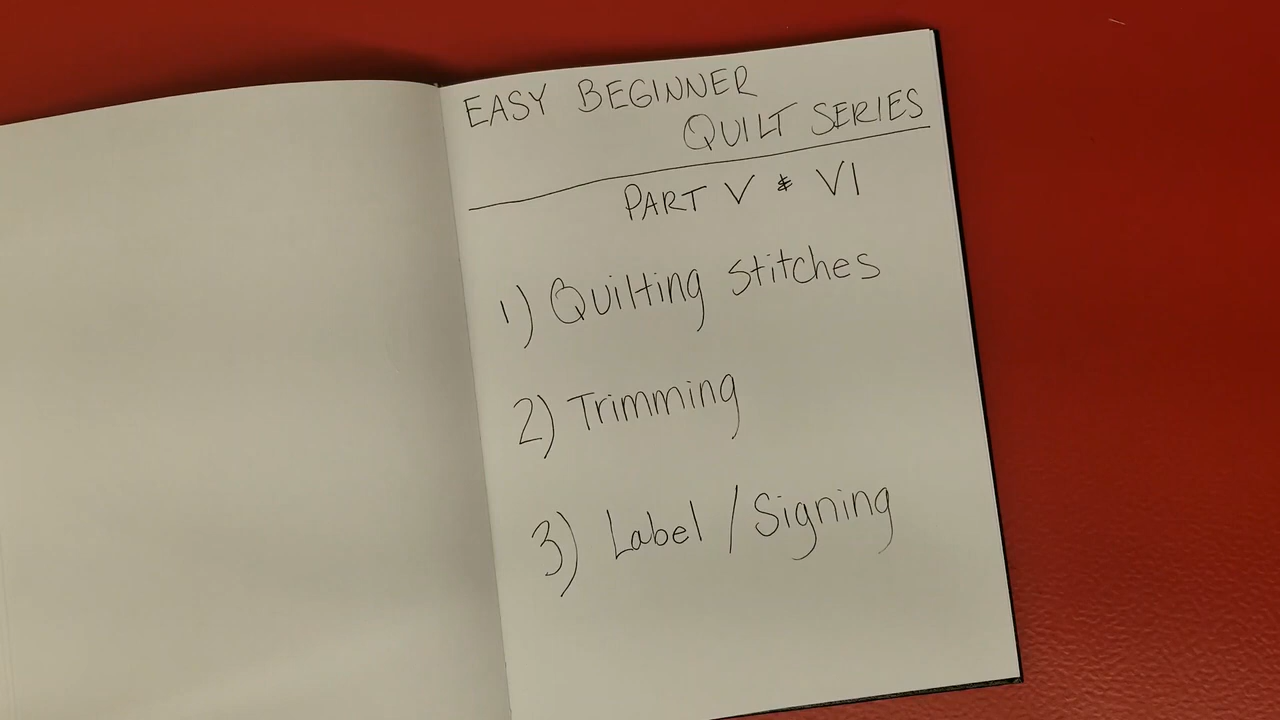 EASY BEGINNER
QUILT SERIES
PART V & VI
1) Quilting stitches
2) Trimming
3) Label / Signing